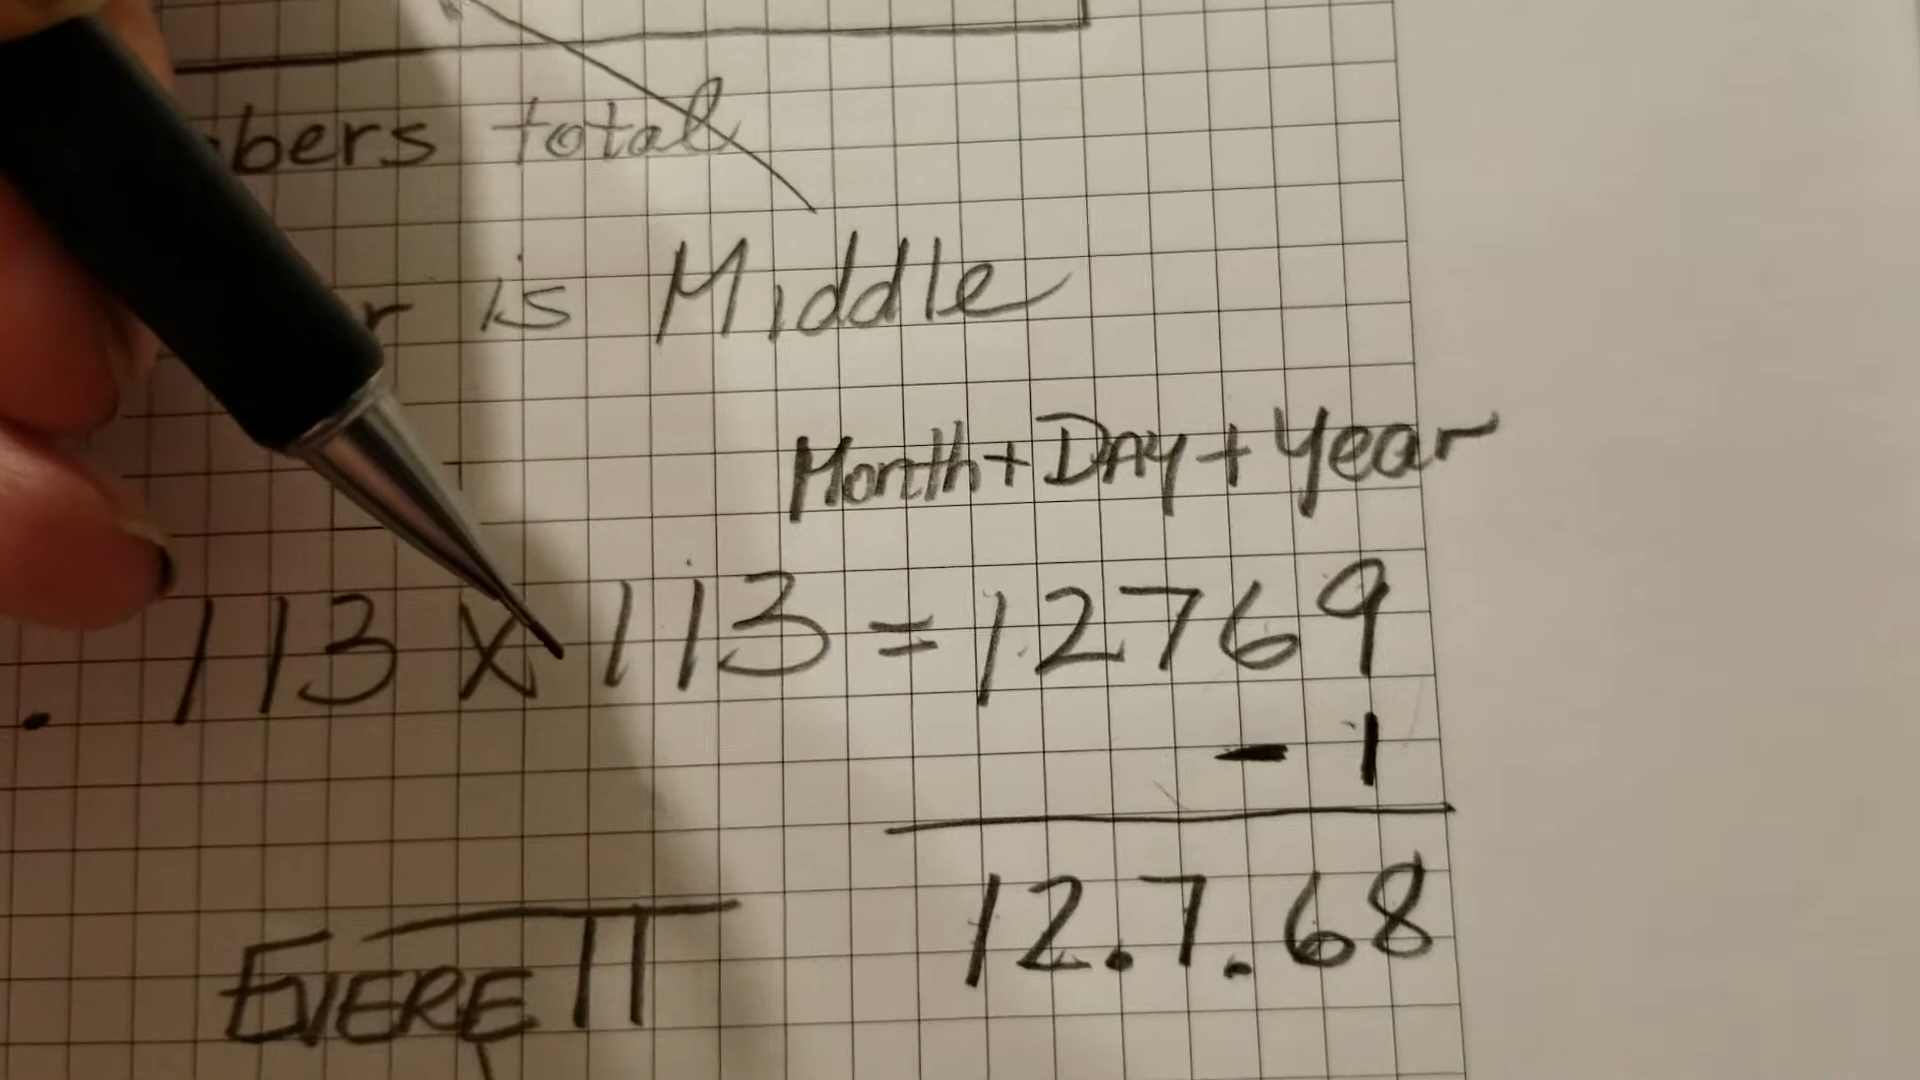 bers total
r is Middle
Month + DAY + Year
. 113 x 113 = 12769
- 1
12.7.68
EVERETT